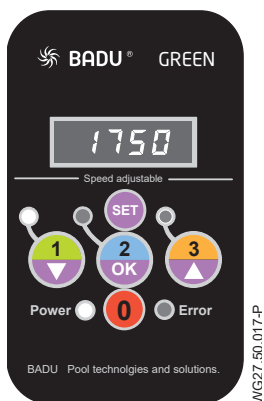 BADU® GREEN
1750
Speed adjustable
SET
1 2 3
OK
Power 0 Error
BADU Pool technolgies and solutions.
WG27.50.017-P